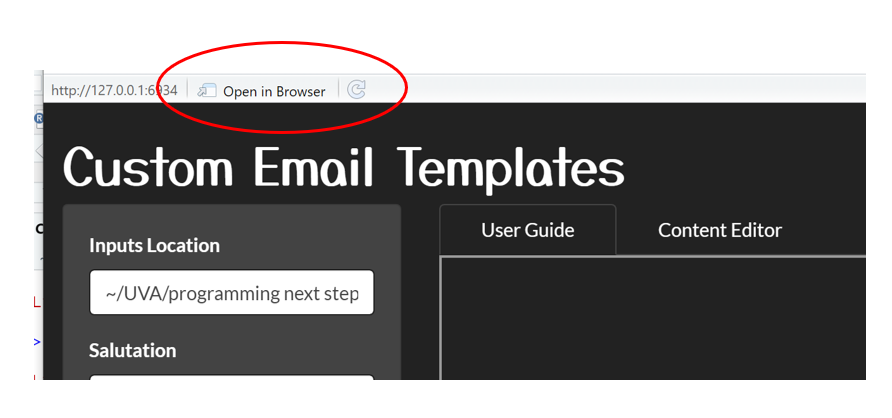 http://127.0.0.1:6934 Open in Browser
Custom Email Templates
User Guide Content Editor
Inputs Location
~/UVA/programming next step
Salutation